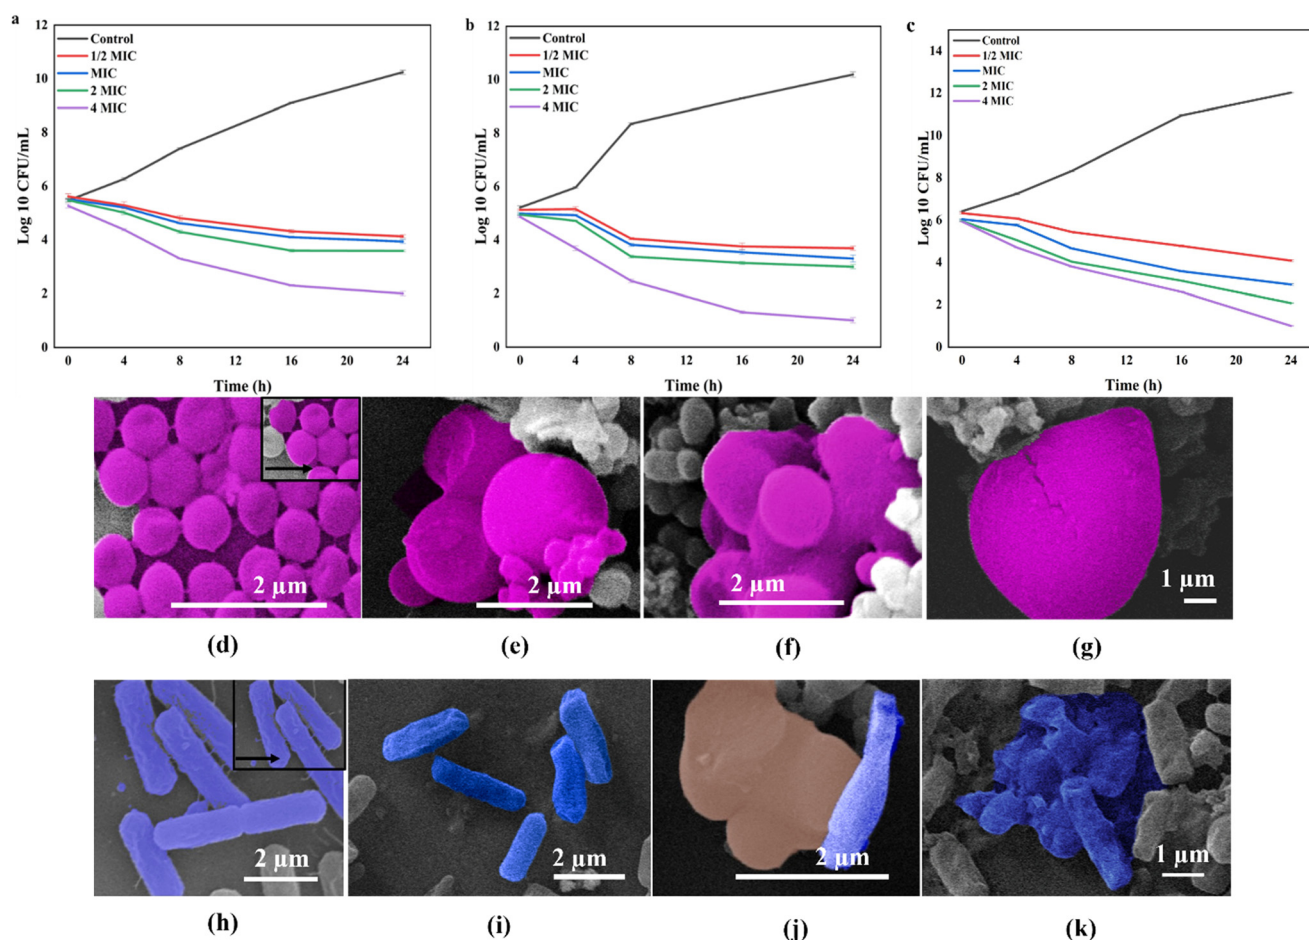 a
12
10
8
6
4
2
0
Log 10 CFU/mL
Control
1/2 MIC
MIC
2 MIC
4 MIC
0 4 8 12 16 20 24
Time (h)
b
12
10
8
6
4
2
0
Log 10 CFU/mL
Control
1/2 MIC
MIC
2 MIC
4 MIC
0 4 8 12 16 20 24
Time (h)
c
14
12
10
8
6
4
2
0
Log 10 CFU/mL
Control
1/2 MIC
MIC
2 MIC
4 MIC
0 4 8 12 16 20 24
Time (h)
2 µm
2 µm
2 µm
1 µm
(d)
(e)
(f)
(g)
2 µm
2 µm
2 µm
1 µm
(h)
(i)
(j)
(k)